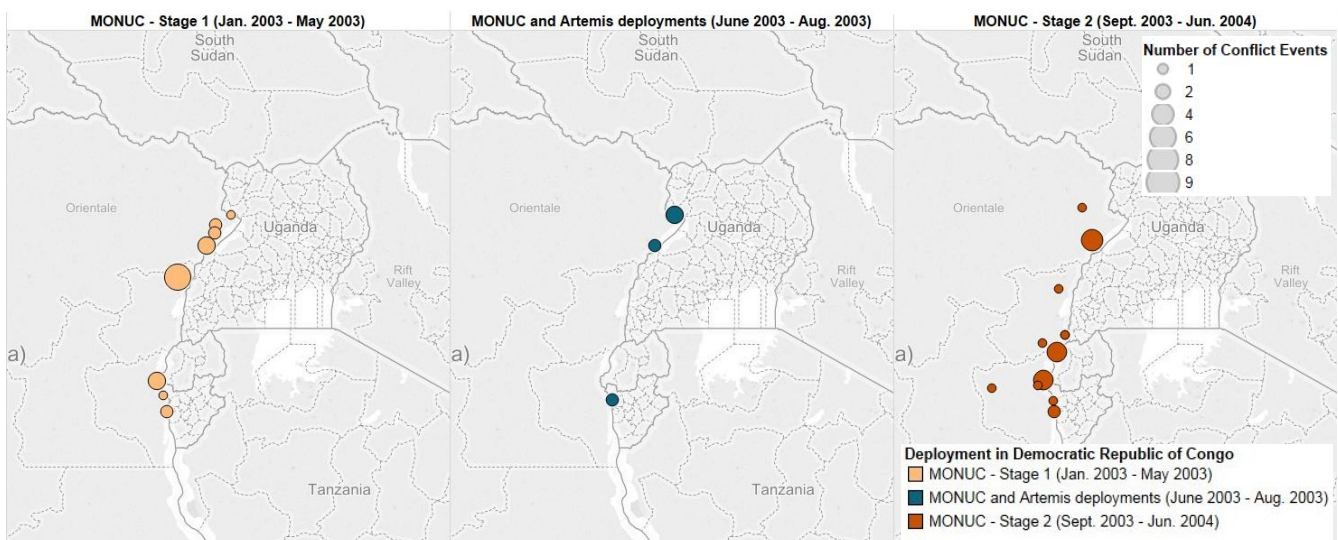 MONUC - Stage 1 (Jan. 2003 - May 2003)
MONUC and Artemis deployments (June 2003 - Aug. 2003)
MONUC - Stage 2 (Sept. 2003 - Jun. 2004)
South
Sudan
Orientale
Uganda
Rift
Valley
a)
Tanzania
South
Sudan
Orientale
Uganda
Rift
Valley
a)
Tanzania
South
Sudan
Number of Conflict Events
1
2
4
6
8
9
Orientale
Uganda
Rift
Valley
a)
Deployment in Democratic Republic of Congo
MONUC - Stage 1 (Jan. 2003 - May 2003)
MONUC and Artemis deployments (June 2003 - Aug. 2003)
MONUC - Stage 2 (Sept. 2003 - Jun. 2004)